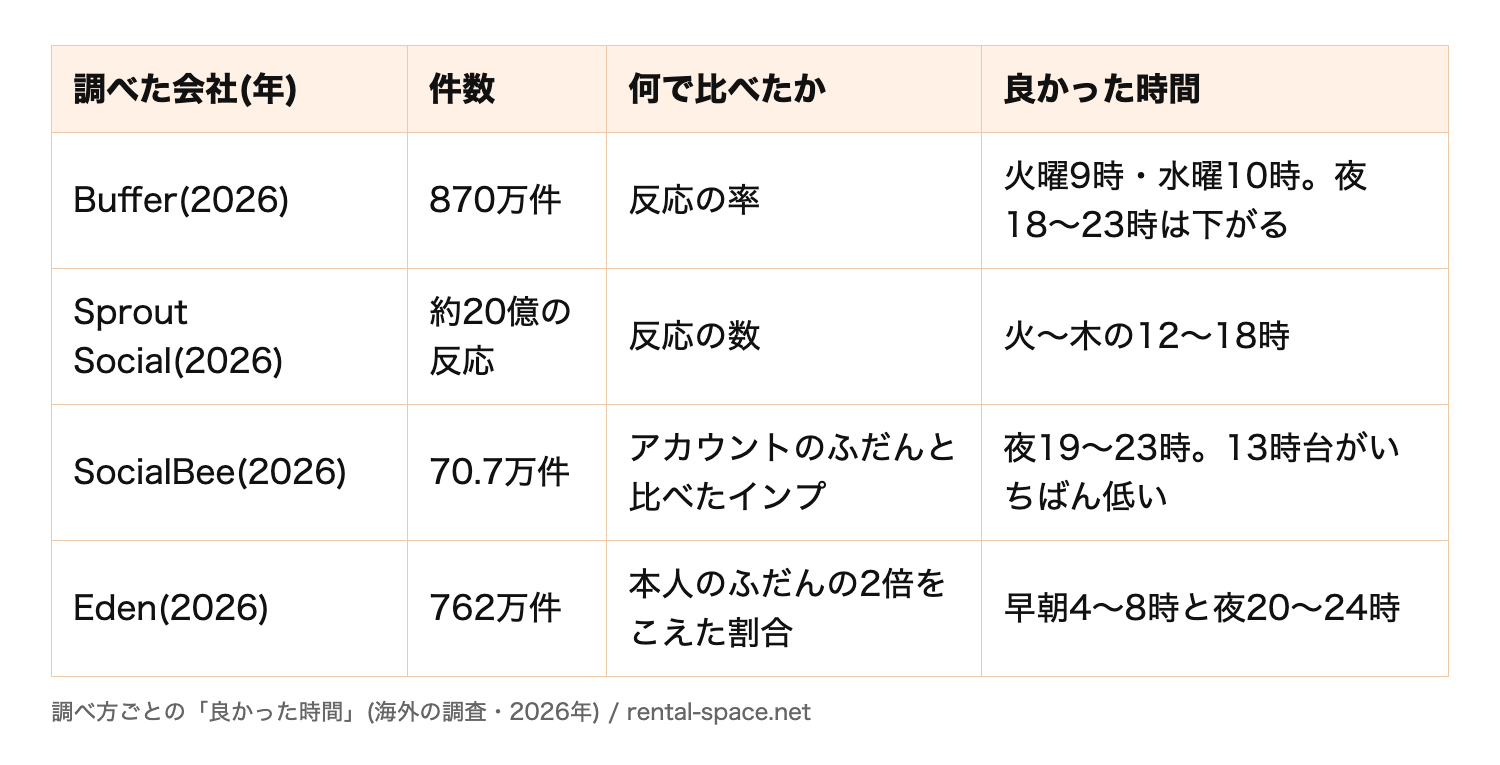 調べた会社(年) 件数 何で比べたか 良かった時間
Buffer(2026) 870万件 反応の率 火曜9時・水曜10時。夜
18〜23時は下がる
Sprout
Social(2026) 約20億の
反応 反応の数 火〜木の12〜18時
SocialBee(2026) 70.7万件 アカウントのふだんと
比べたインプ 夜19〜23時。13時台がい
ちばん低い
Eden(2026) 762万件 本人のふだんの2倍を
こえた割合 早朝4〜8時と夜20〜24時
調べ方ごとの「良かった時間」(海外の調査・2026年) / rental-space.net